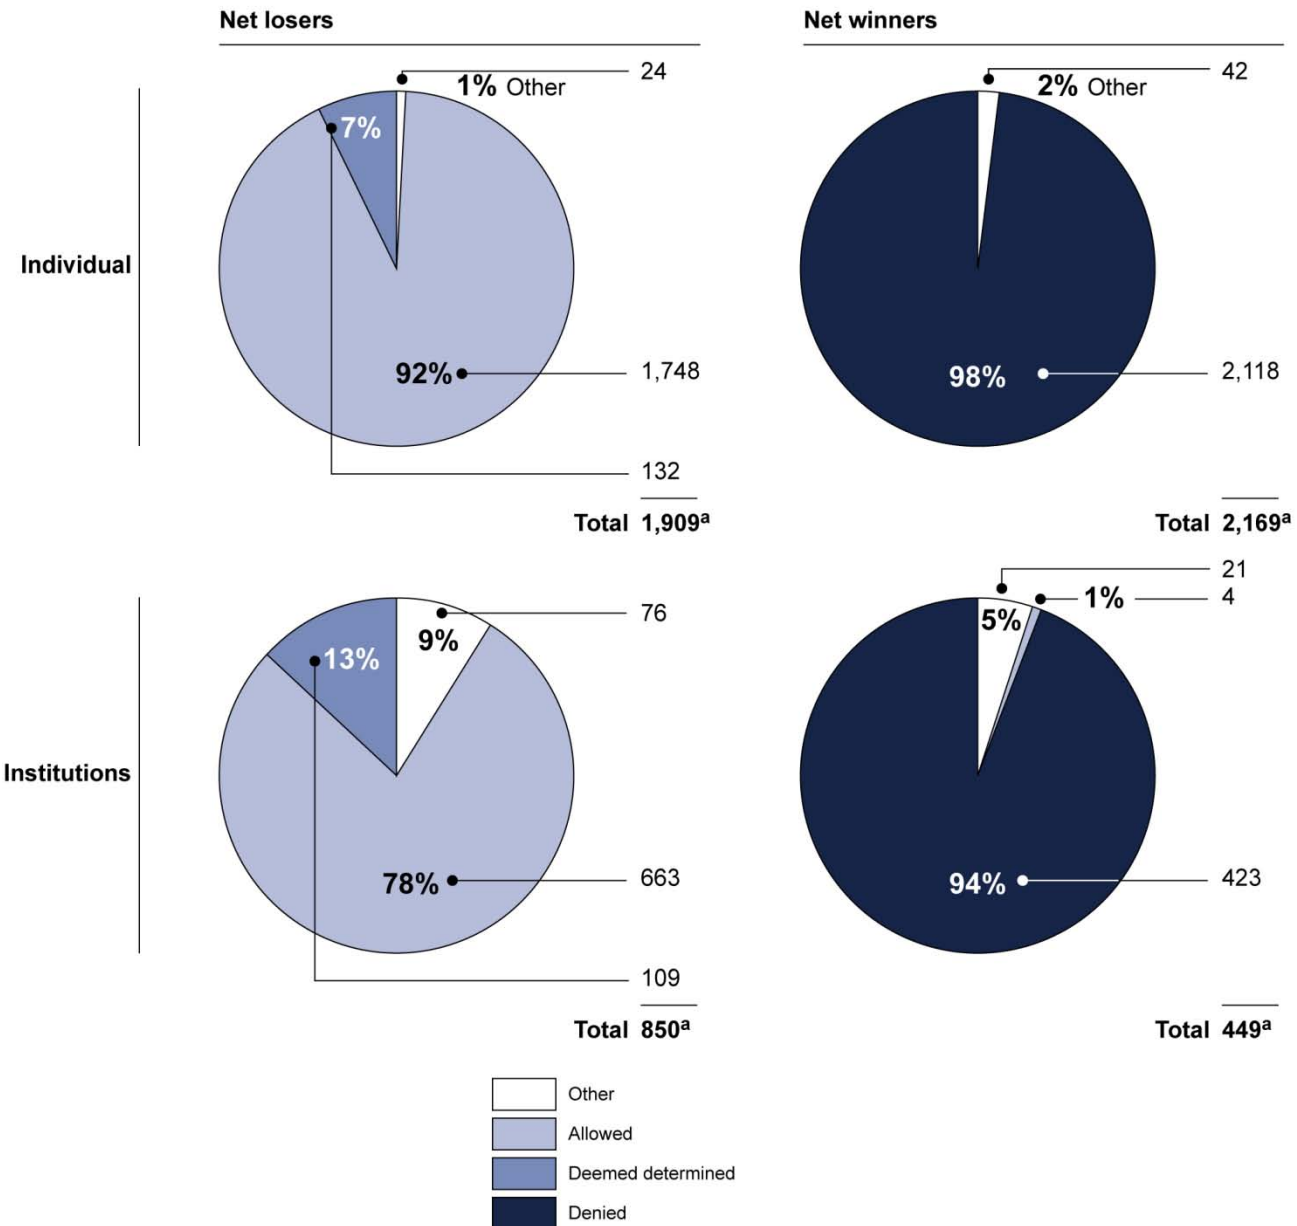 Net losers
Net winners
24
1% Other
42
2% Other
7%
Individual
92%
1,748
98%
2,118
132
Total 1,909ᵃ
Total 2,169ᵃ
21
76
1%
4
9%
5%
13%
Institutions
78%
663
94%
423
109
Total 850ᵃ
Total 449ᵃ
Other
Allowed
Deemed determined
Denied